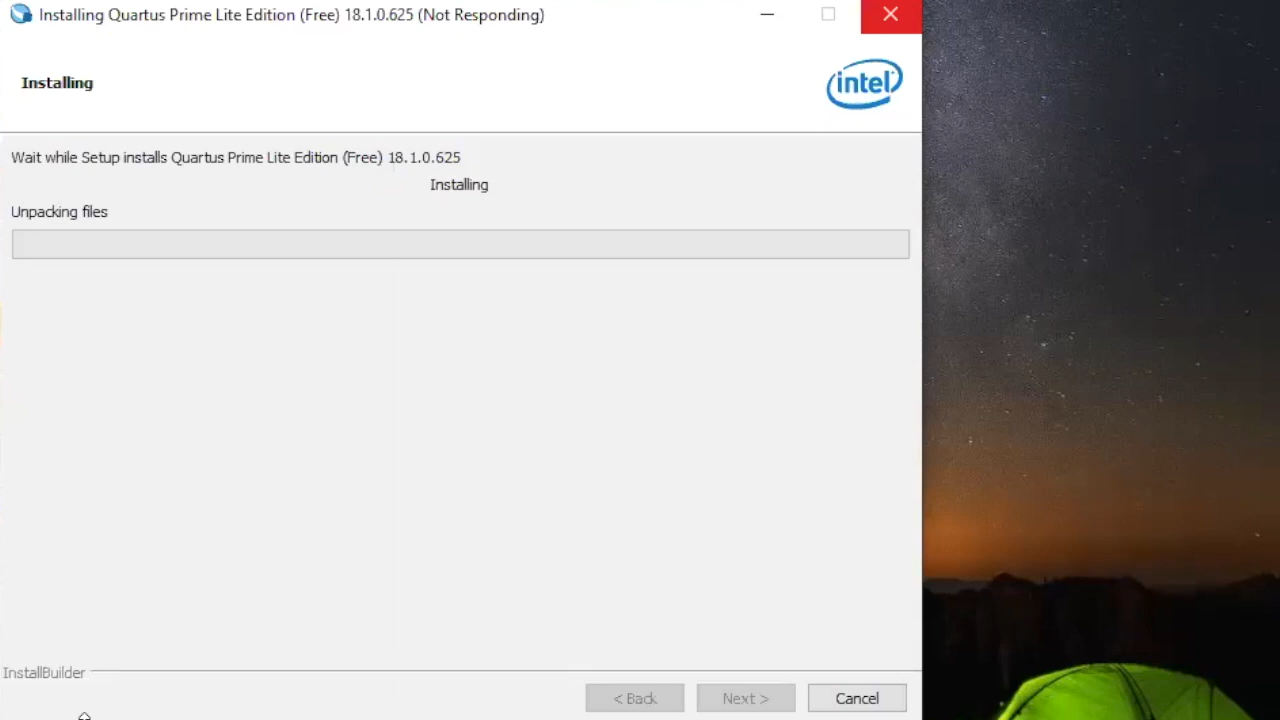 Installing Quartus Prime Lite Edition (Free) 18.1.0.625 (Not Responding)
Installing
intel
Wait while Setup installs Quartus Prime Lite Edition (Free) 18.1.0.625
Installing
Unpacking files
InstallBuilder
< Back
Next >
Cancel